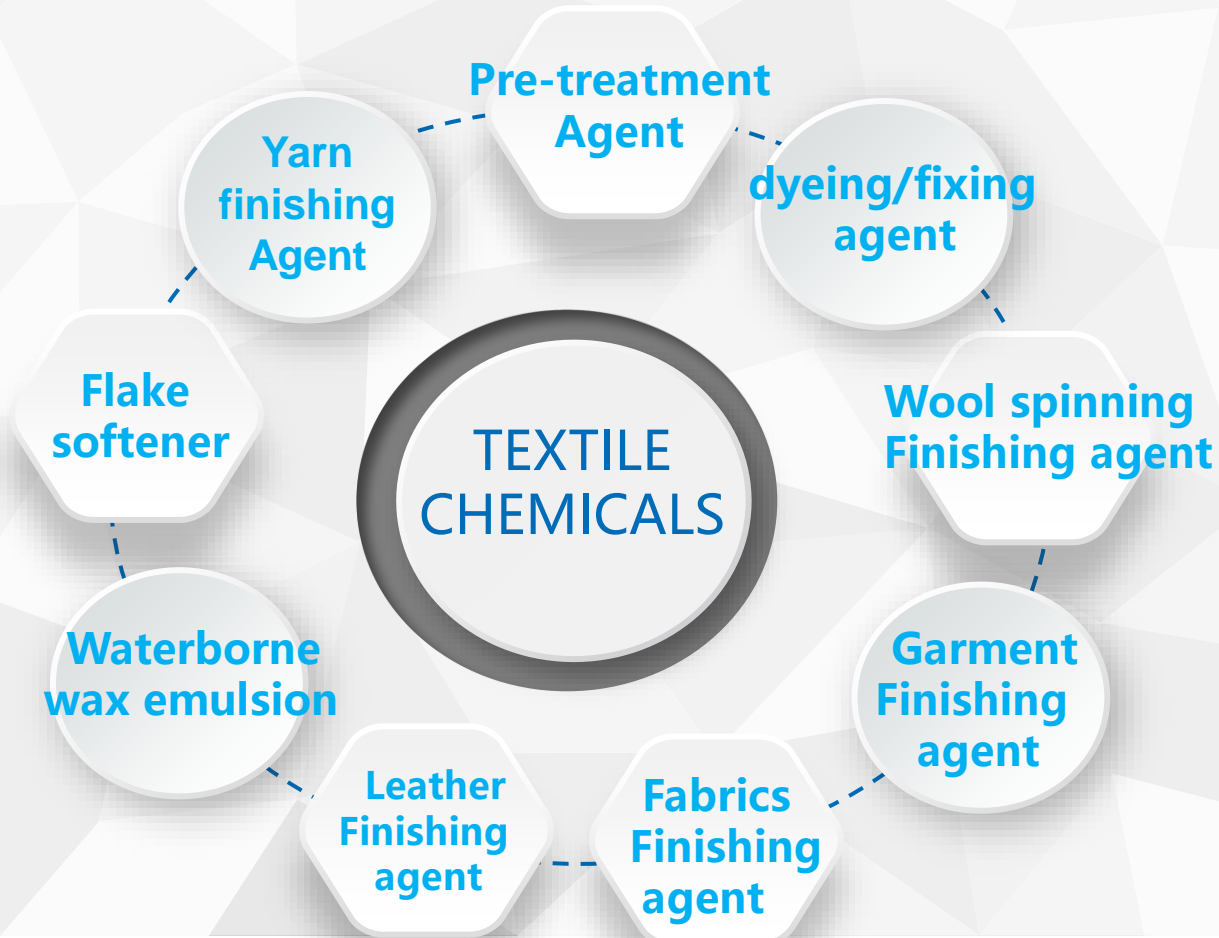 Pre-treatment
Agent
dyeing/fixing
agent
Wool spinning
Finishing agent
Garment
Finishing
agent
Fabrics
Finishing
agent
Leather
Finishing
agent
Waterborne
wax emulsion
Flake
softener
Yarn
finishing
Agent
TEXTILE
CHEMICALS